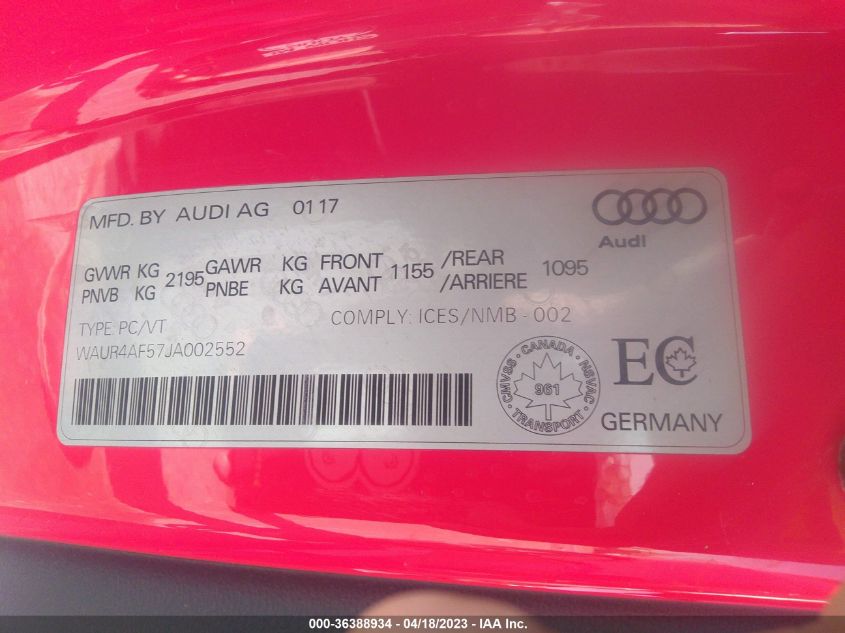 MFD. BY AUDI AG 01 17
Audi
GVWR KG 2195 GAWR KG FRONT 1155 /REAR 1095
PNVB KG PNBE KG AVANT /ARRIERE
TYPE: PC/VT
COMPLY: ICES/NMB - 002
WAUR4AF57JA002552
CANADA
CMVSS NSVAC
961
TRANSPORT
EC
GERMANY
000-36388934 - 04/18/2023 - IAA Inc.